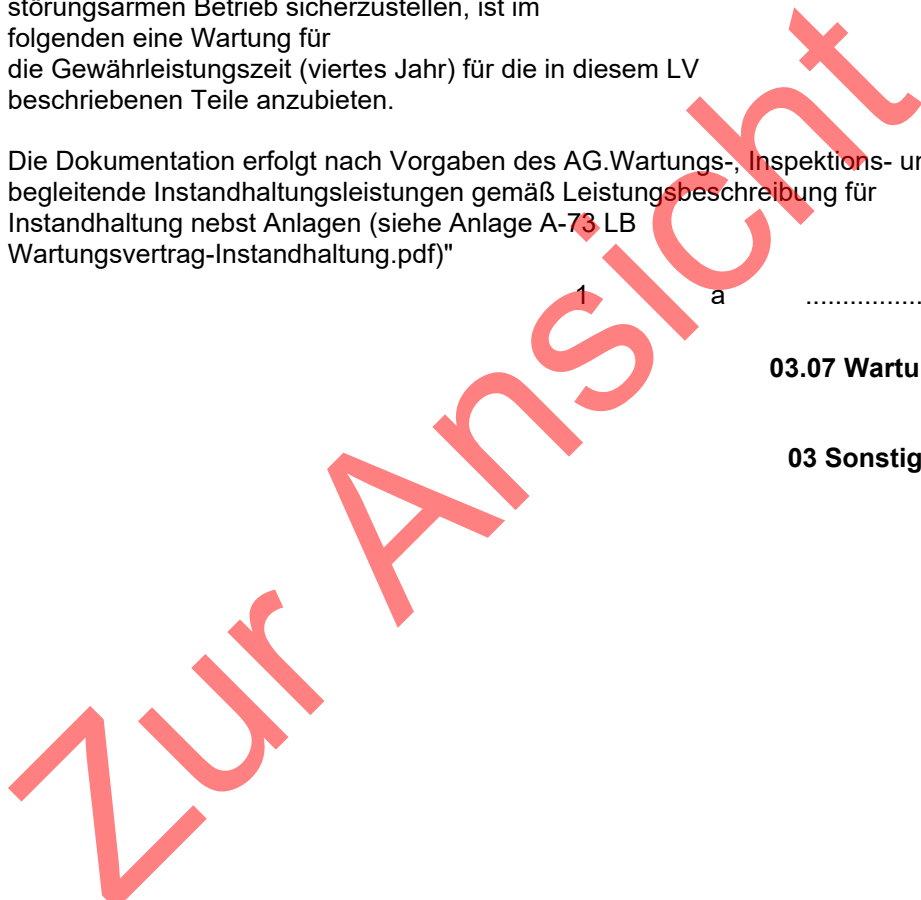 störungsarmen Betrieb sicherzustellen, ist im
folgenden eine Wartung für
die Gewährleistungszeit (viertes Jahr) für die in diesem LV
beschriebenen Teile anzubieten.
Die Dokumentation erfolgt nach Vorgaben des AG.Wartungs-, Inspektions- ur
begleitende Instandhaltungsleistungen gemäß Leistungsbeschreibung für
Instandhaltung nebst Anlagen (siehe Anlage A-73 LB
Wartungsvertrag-Instandhaltung.pdf)"
1 a ................
03.07 Wartu
03 Sonstig
Zur Ansicht